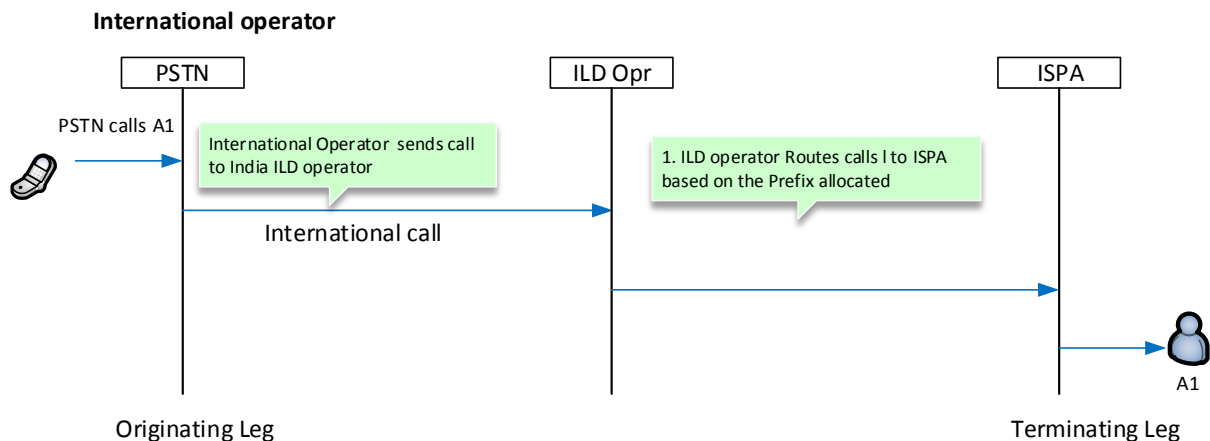 International operator
PSTN
ILD Opr
ISPA
PSTN calls A1
International Operator sends call
to India ILD operator
1. ILD operator Routes calls l to ISPA
based on the Prefix allocated
International call
A1
Originating Leg
Terminating Leg